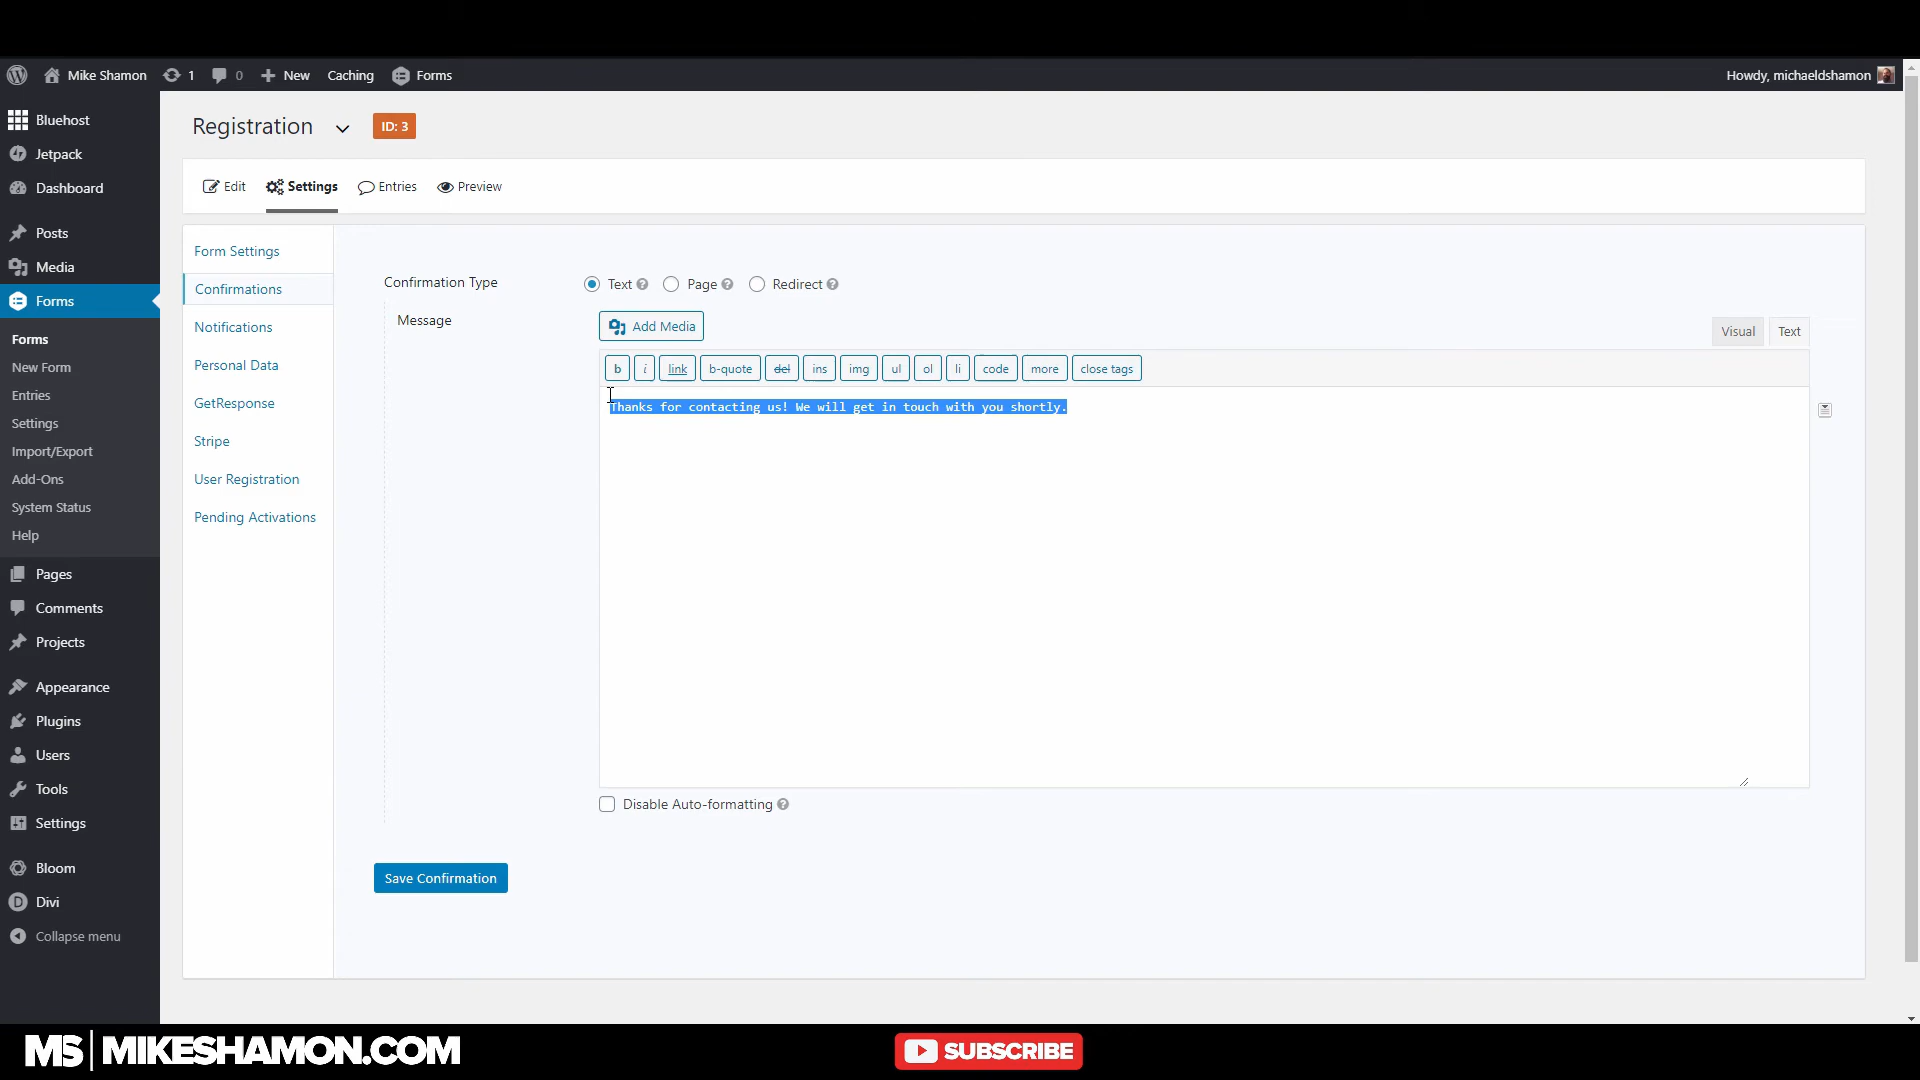 Mike Shamon 1 0 New Caching Forms Howdy, michaeldshamon
Bluehost
Jetpack
Dashboard
Posts
Media
Forms
Forms
New Form
Entries
Settings
Import/Export
Add-Ons
System Status
Help
Pages
Comments
Projects
Appearance
Plugins
Users
Tools
Settings
Bloom
Divi
Collapse menu
Registration ID: 3
Edit Settings Entries Preview
Form Settings
Confirmations
Notifications
Personal Data
GetResponse
Stripe
User Registration
Pending Activations
Confirmation Type Text Page Redirect
Message Add Media Visual Text
b i link b-quote del ins img ul ol li code more close tags
Thanks for contacting us! We will get in touch with you shortly.
Disable Auto-formatting
Save Confirmation
MS | MIKESHAMON.COM SUBSCRIBE